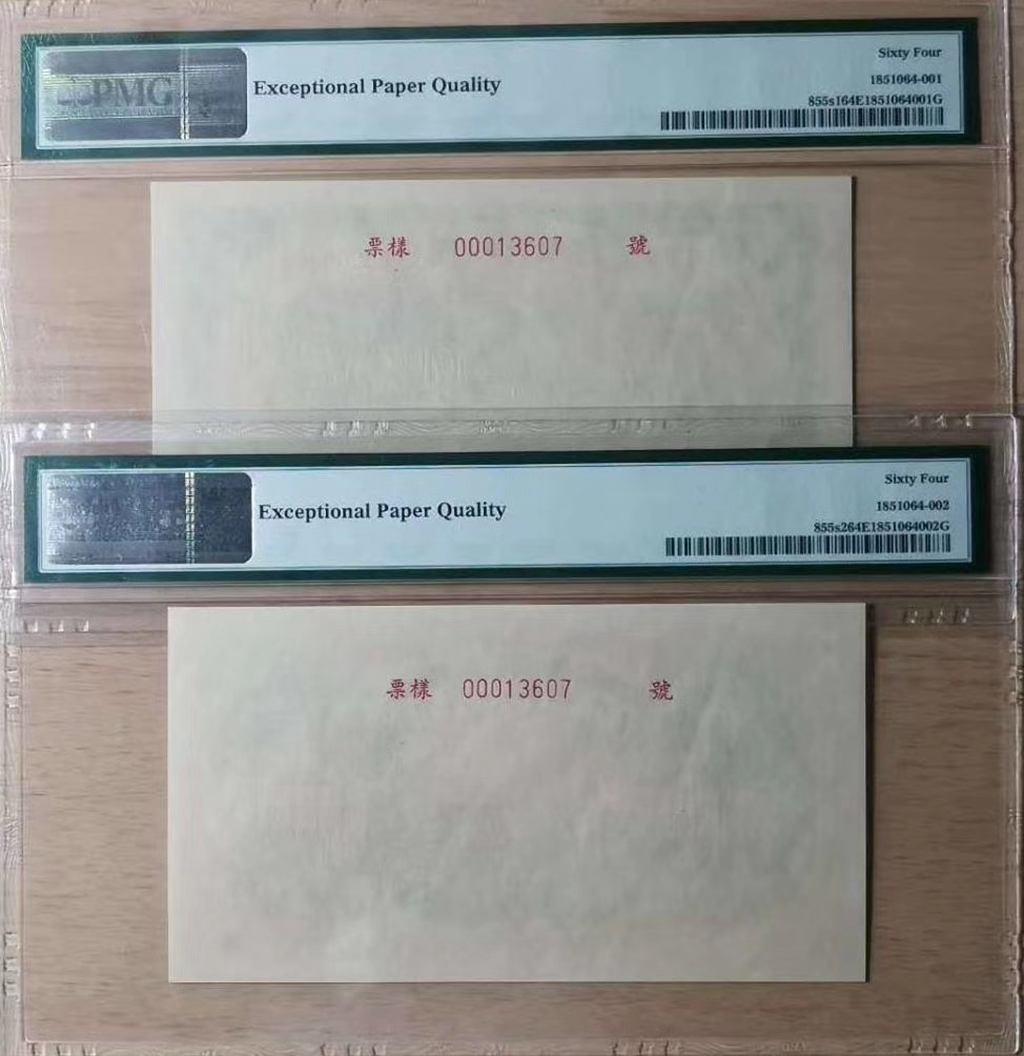 PMG
Exceptional Paper Quality
Sixty Four
1851064-001
855s164E1851064001G
票樣 00013607 號
Exceptional Paper Quality
Sixty Four
1851064-002
855s264E1851064002G
票樣 00013607 號